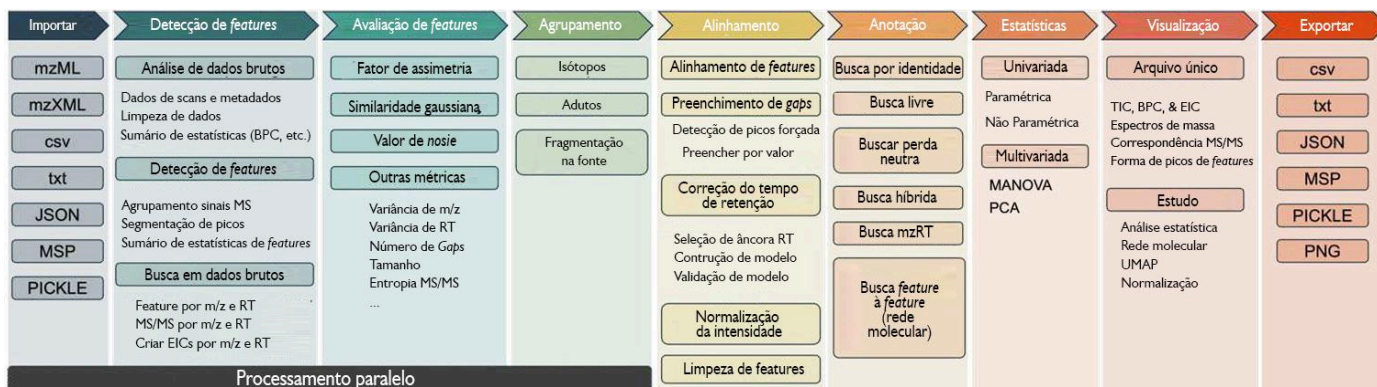 Importar
mzML
mzXML
csv
txt
JSON
MSP
PICKLE
Detecção de features
Análise de dados brutos
Dados de scans e metadados
Limpeza de dados
Sumário de estatísticas (BPC, etc.)
Detecção de features
Agrupamento sinais MS
Segmentação de picos
Sumário de estatísticas de features
Busca em dados brutos
Feature por m/z e RT
MS/MS por m/z e RT
Criar EICs por m/z e RT
Avaliação de features
Fator de assimetria
Similaridade gaussiana
Valor de nosie
Outras métricas
Variância de m/z
Variância de RT
Número de Gaps
Tamanho
Entropia MS/MS
...
Agrupamento
Isótopos
Adutos
Fragmentação
na fonte
Processamento paralelo
Alinhamento
Alinhamento de features
Preenchimento de gaps
Detecção de picos forçada
Preencher por valor
Correção do tempo
de retenção
Seleção de âncora RT
Contrução de modelo
Validação de modelo
Normalização
da intensidade
Limpeza de features
Anotação
Busca por identidade
Busca livre
Buscar perda
neutra
Busca híbrida
Busca mzRT
Busca feature
à feature
(rede
molecular)
Estatísticas
Univariada
Paramétrica
Não Paramétrica
Multivariada
MANOVA
PCA
Visualização
Arquivo único
TIC, BPC, & EIC
Espectros de massa
Correspondência MS/MS
Forma de picos de features
Estudo
Análise estatística
Rede molecular
UMAP
Normalização
Exportar
csv
txt
JSON
MSP
PICKLE
PNG